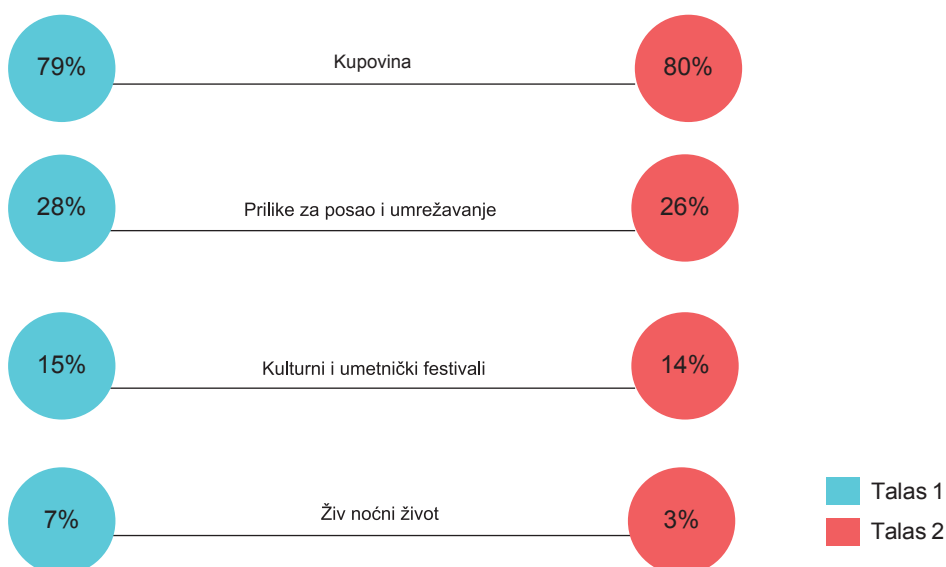 79%
Kupovina
80%
28%
Prilike za posao i umrežavanje
26%
15%
Kulturni i umetnički festivali
14%
7%
Živ noćni život
3%
Talas 1
Talas 2